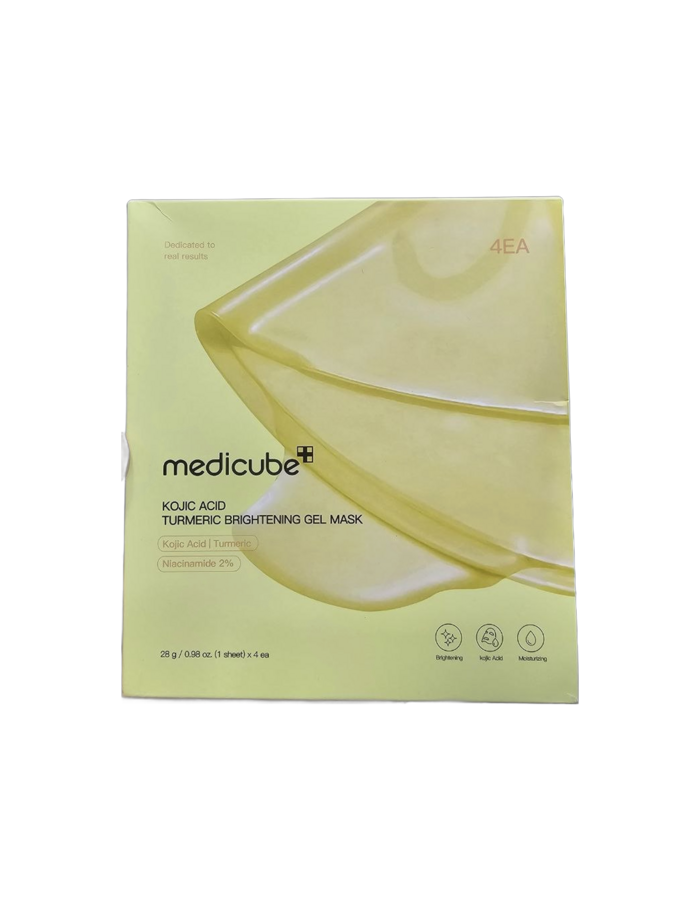 Dedicated to
real results
4EA
medicube
KOJIC ACID
TURMERIC BRIGHTENING GEL MASK
Kojic Acid | Turmeric
Niacinamide 2%
28 g / 0.98 oz. (1 sheet) x 4 ea
Brightening
Kojic Acid
Moisturizing